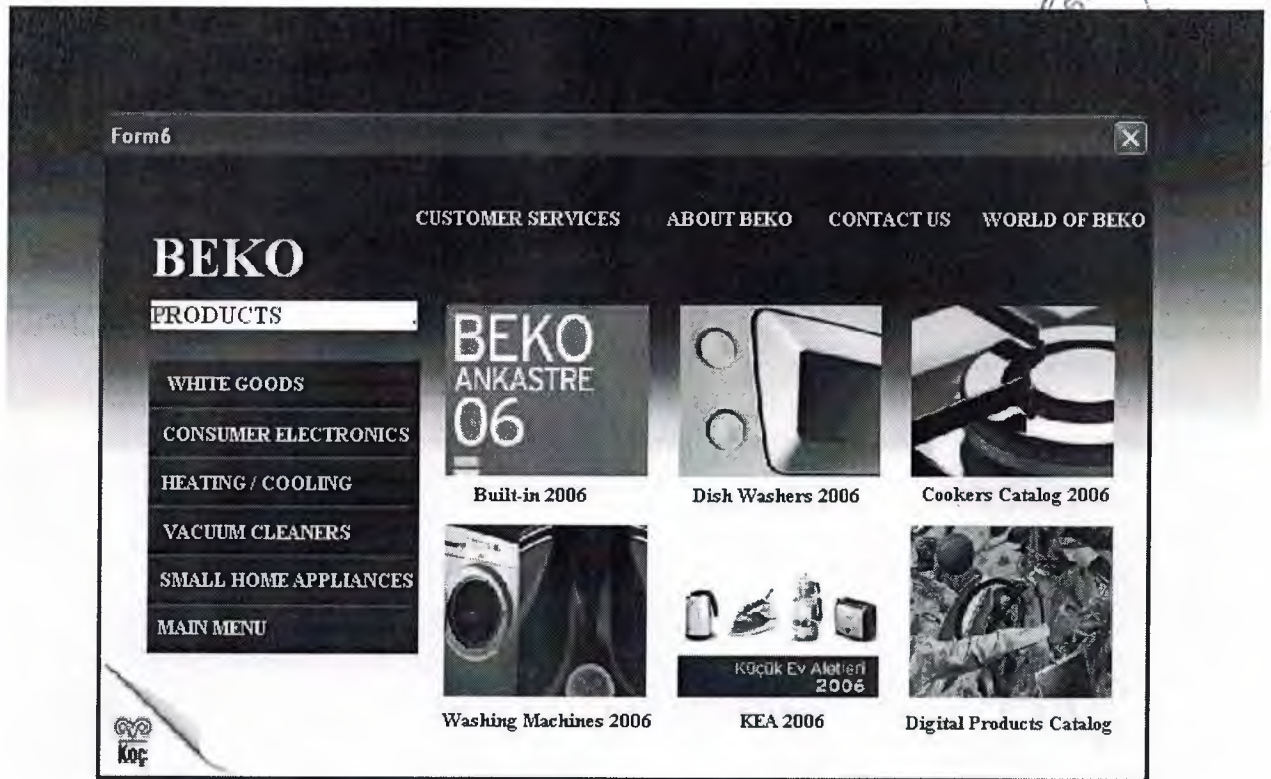 Form6
CUSTOMER SERVICES ABOUT BEKO CONTACT US WORLD OF BEKO
BEKO
PRODUCTS
WHITE GOODS
CONSUMER ELECTRONICS
HEATING / COOLING
VACUUM CLEANERS
SMALL HOME APPLIANCES
MAIN MENU
BEKO
ANKASTRE
06
Built-in 2006
Dish Washers 2006
Cookers Catalog 2006
Küçük Ev Aletleri
2006
Washing Machines 2006
KEA 2006
Digital Products Catalog
Koç